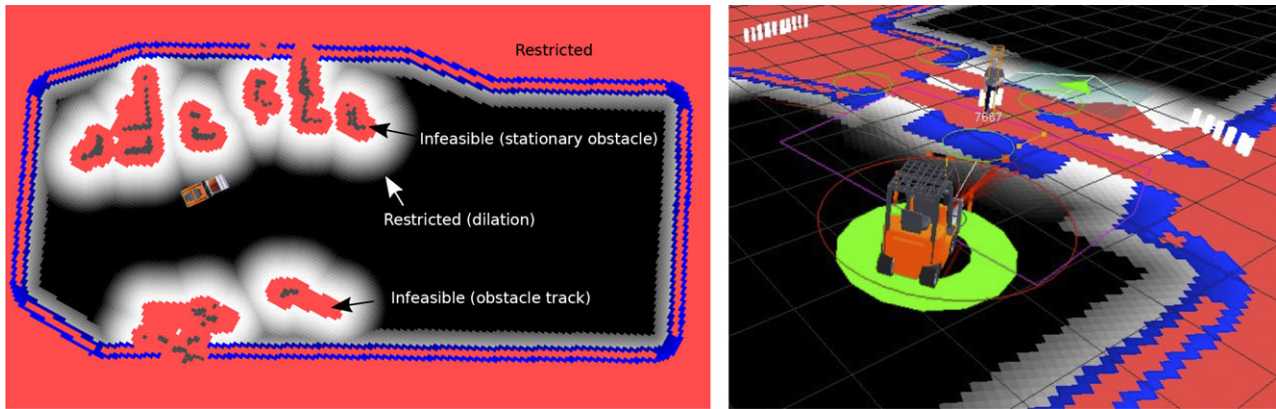 Restricted
Infeasible (stationary obstacle)
Restricted (dilation)
Infeasible (obstacle track)
7687